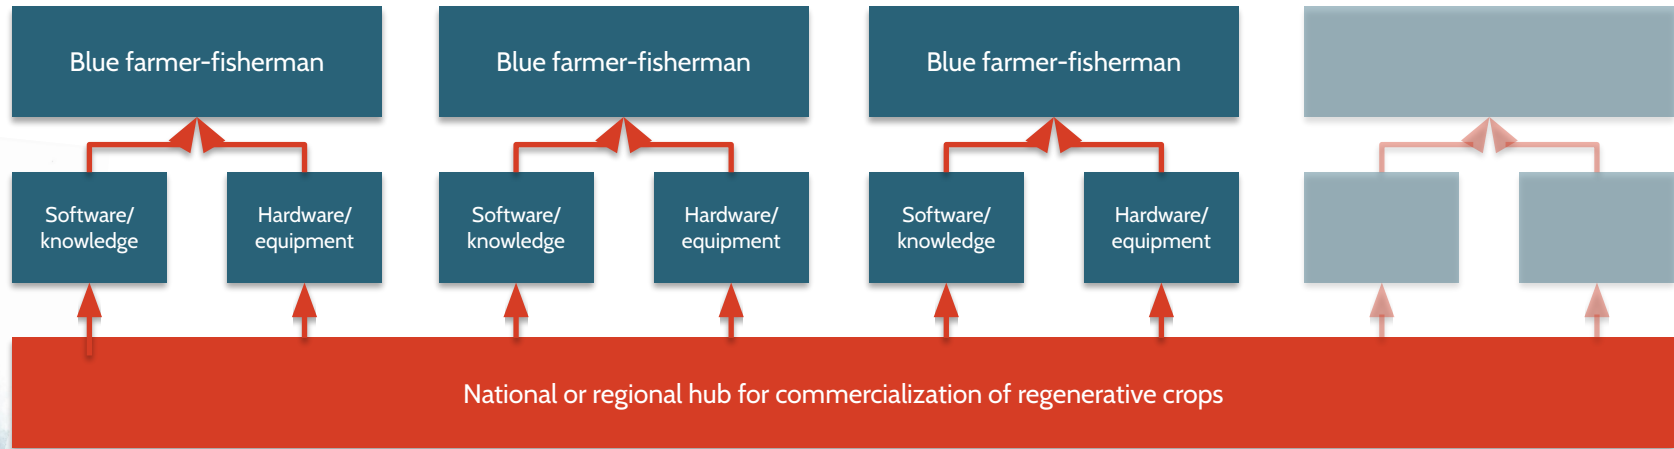 Blue farmer-fisherman
Blue farmer-fisherman
Blue farmer-fisherman
Software/
knowledge
Hardware/
equipment
Software/
knowledge
Hardware/
equipment
Software/
knowledge
Hardware/
equipment
National or regional hub for commercialization of regenerative crops